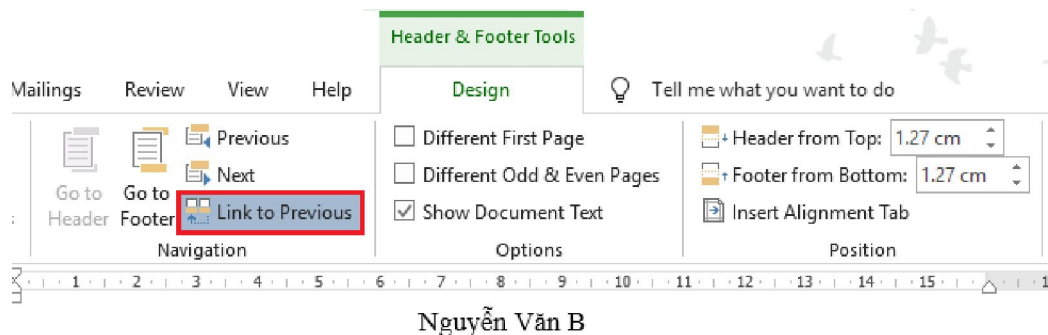 Header & Footer Tools
Mailings Review View Help Design Tell me what you want to do
Go to Header
Go to Footer
Previous
Next
Link to Previous
Navigation
Different First Page
Different Odd & Even Pages
Show Document Text
Options
Header from Top: 1.27 cm
Footer from Bottom: 1.27 cm
Insert Alignment Tab
Position
1 2 3 4 5 6 7 8 9 10 11 12 13 14 15
Nguyễn Văn B